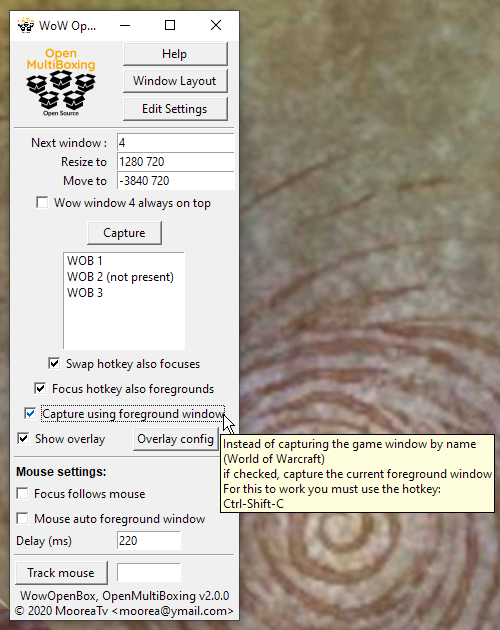 WoW Op...
Open
MultiBoxing
Open Source
Help
Window Layout
Edit Settings
Next window :
4
Resize to
1280 720
Move to
-3840 720
Wow window 4 always on top
Capture
WOB 1
WOB 2 (not present)
WOB 3
Swap hotkey also focuses
Focus hotkey also foregrounds
Capture using foreground window
Show overlay
Overlay config
Instead of capturing the game window by name
(World of Warcraft)
if checked, capture the current foreground window
For this to work you must use the hotkey:
Ctrl-Shift-C
Mouse settings:
Focus follows mouse
Mouse auto foreground window
Delay (ms)
220
Track mouse
WowOpenBox, OpenMultiBoxing v2.0.0
© 2020 MooreaTv <moorea@ymail.com>